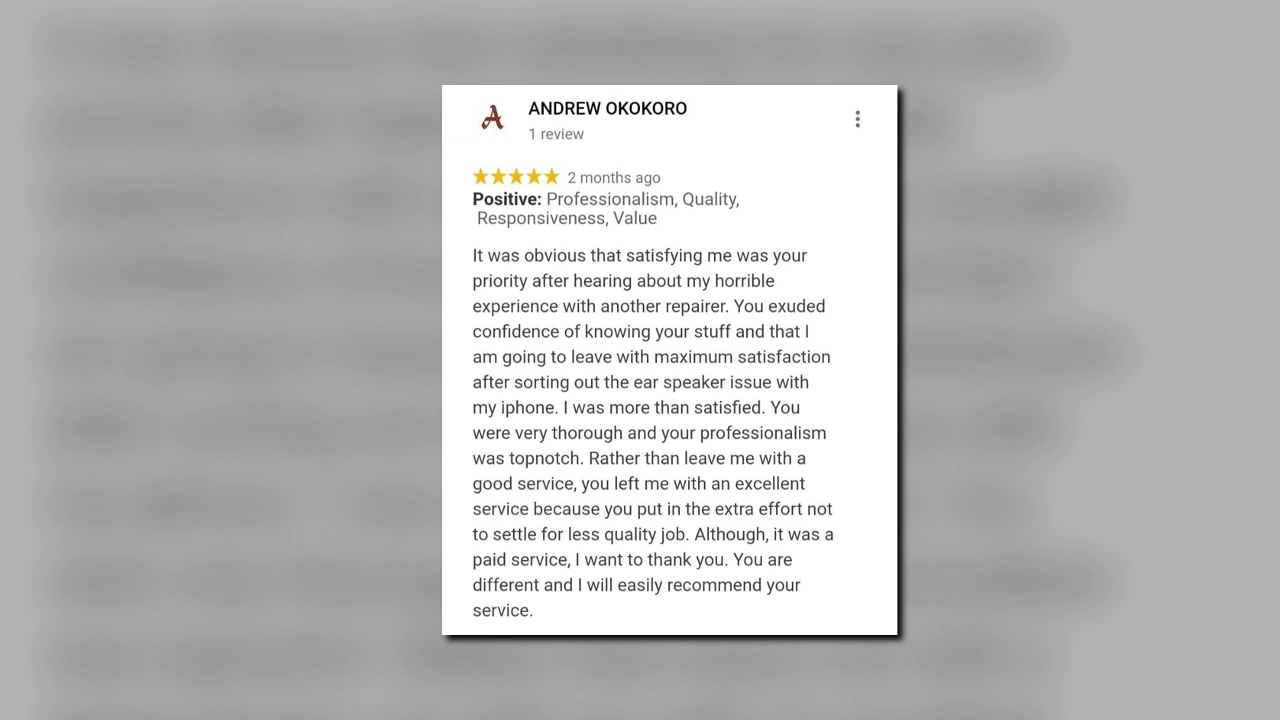 A
ANDREW OKOKORO
1 review
★★★★★ 2 months ago
Positive: Professionalism, Quality,
Responsiveness, Value
It was obvious that satisfying me was your
priority after hearing about my horrible
experience with another repairer. You exuded
confidence of knowing your stuff and that I
am going to leave with maximum satisfaction
after sorting out the ear speaker issue with
my iphone. I was more than satisfied. You
were very thorough and your professionalism
was topnotch. Rather than leave me with a
good service, you left me with an excellent
service because you put in the extra effort not
to settle for less quality job. Although, it was a
paid service, I want to thank you. You are
different and I will easily recommend your
service.